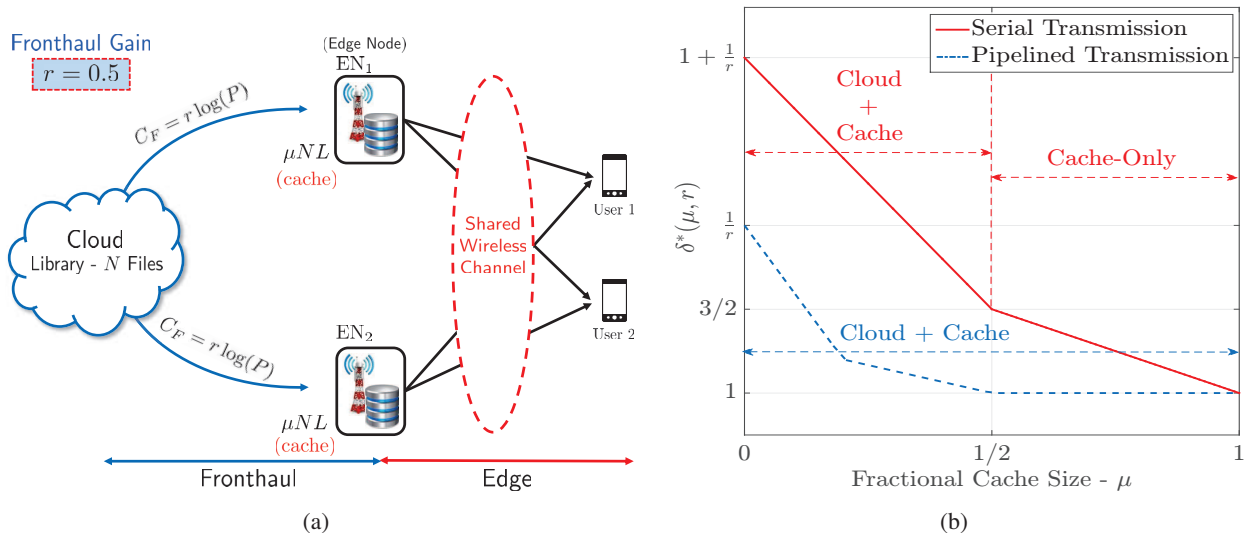 Fronthaul Gain
r = 0.5
C_F = r log(P)
(Edge Node)
EN₁
μNL
(cache)
Cloud
Library - N Files
Shared
Wireless
Channel
User 1
User 2
C_F = r log(P)
EN₂
μNL
(cache)
Fronthaul
Edge
(a)
Serial Transmission
Pipelined Transmission
Cloud
+
Cache
Cache-Only
Cloud + Cache
δ*(μ, r)
1 + 1/r
1/r
3/2
1
0
1/2
1
Fractional Cache Size - μ
(b)